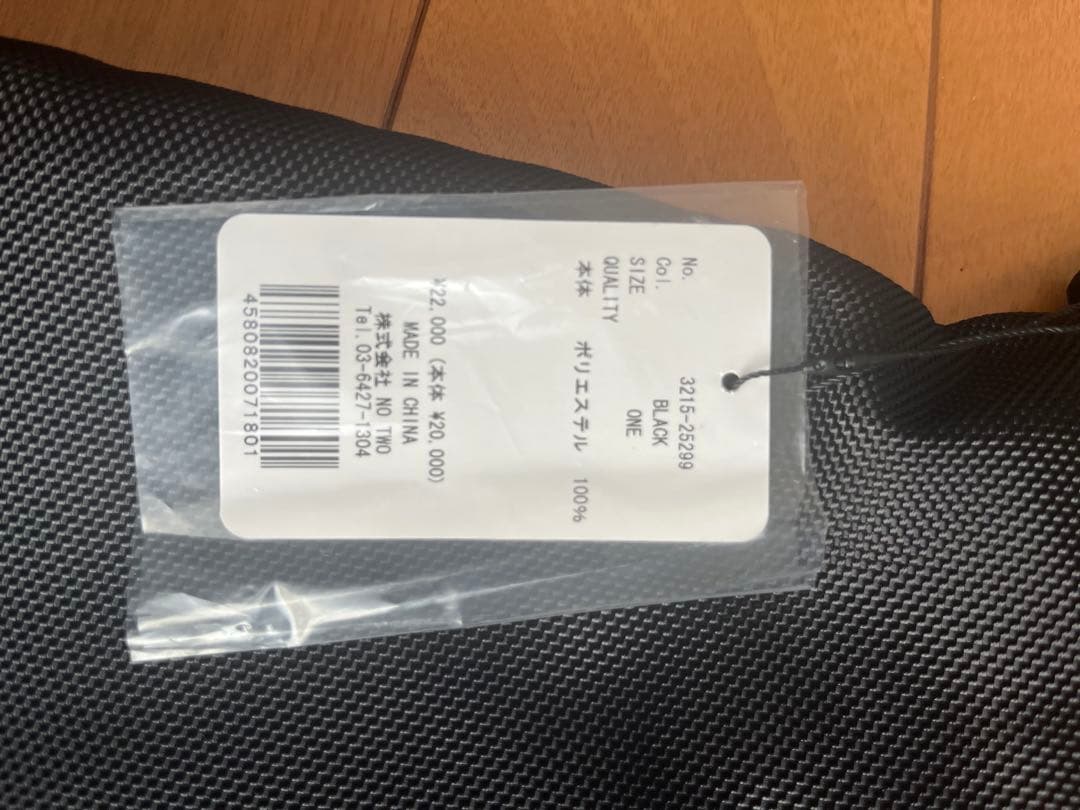 No. 3215-25299
Col. BLACK
SIZE ONE
QUALITY
本体 ポリエステル 100%
¥22,000 (本体 ¥20,000)
MADE IN CHINA
株式会社 NO TWO
Tel.03-6427-1304
4580820071801